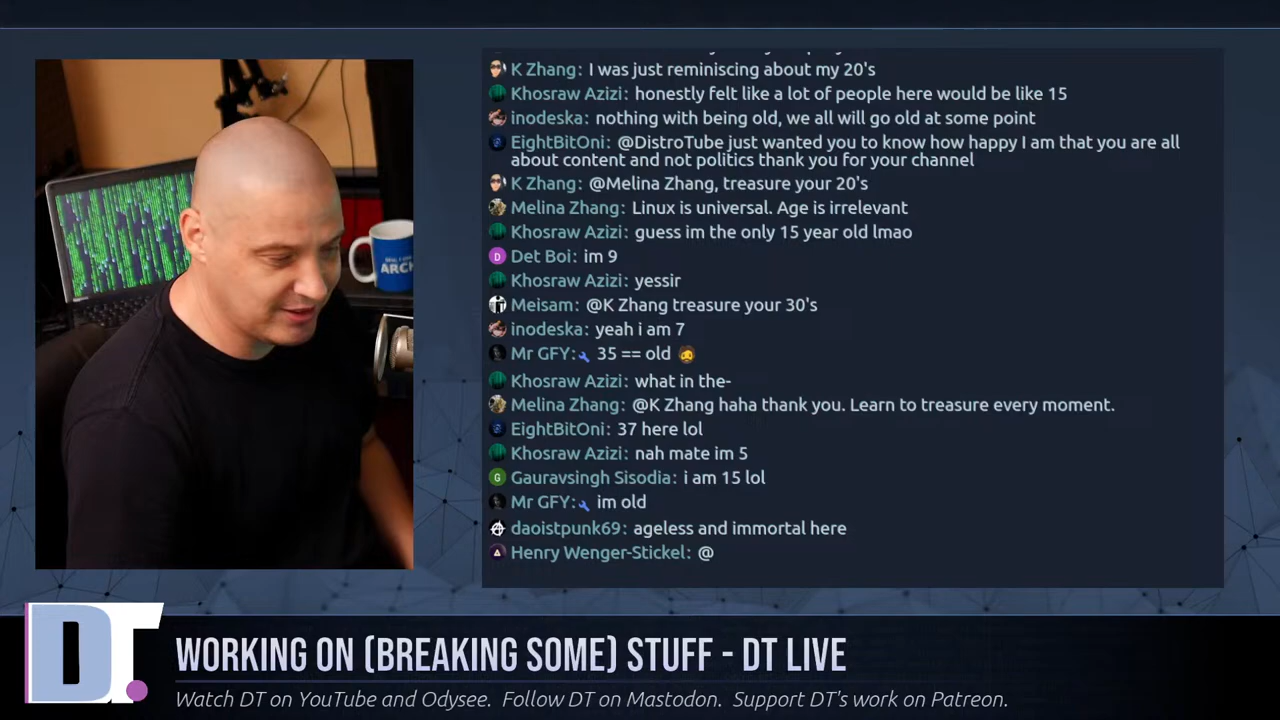 K Zhang: I was just reminiscing about my 20's
Khosraw Azizi: honestly felt like a lot of people here would be like 15
inodeska: nothing with being old, we all will go old at some point
EightBitOni: @DistroTube just wanted you to know how happy I am that you are all
about content and not politics thank you for your channel
K Zhang: @Melina Zhang, treasure your 20's
Melina Zhang: Linux is universal. Age is irrelevant
Khosraw Azizi: guess im the only 15 year old lmao
D Det Boi: im 9
Khosraw Azizi: yessir
Meisam: @K Zhang treasure your 30's
inodeska: yeah i am 7
Mr GFY: 35 == old 🧔
Khosraw Azizi: what in the-
Melina Zhang: @K Zhang haha thank you. Learn to treasure every moment.
EightBitOni: 37 here lol
Khosraw Azizi: nah mate im 5
G Gauravsingh Sisodia: i am 15 lol
Mr GFY: im old
daoistpunk69: ageless and immortal here
Henry Wenger-Stickel: @
ARCH
DT.
WORKING ON (BREAKING SOME) STUFF - DT LIVE
Watch DT on YouTube and Odysee. Follow DT on Mastodon. Support DT's work on Patreon.